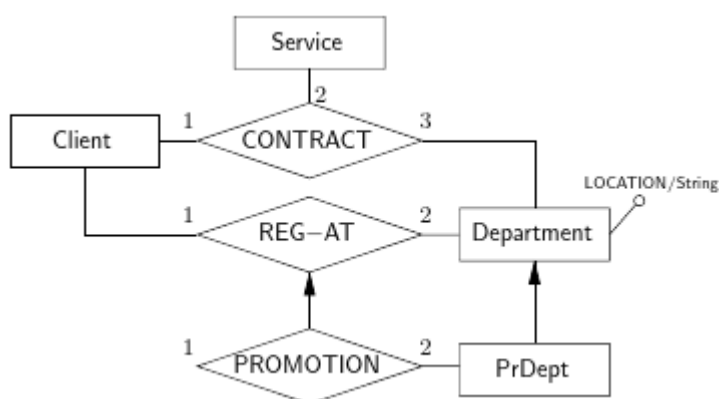 Service
2
Client
1
CONTRACT
3
LOCATION/String
1
REG–AT
2
Department
1
PROMOTION
2
PrDept